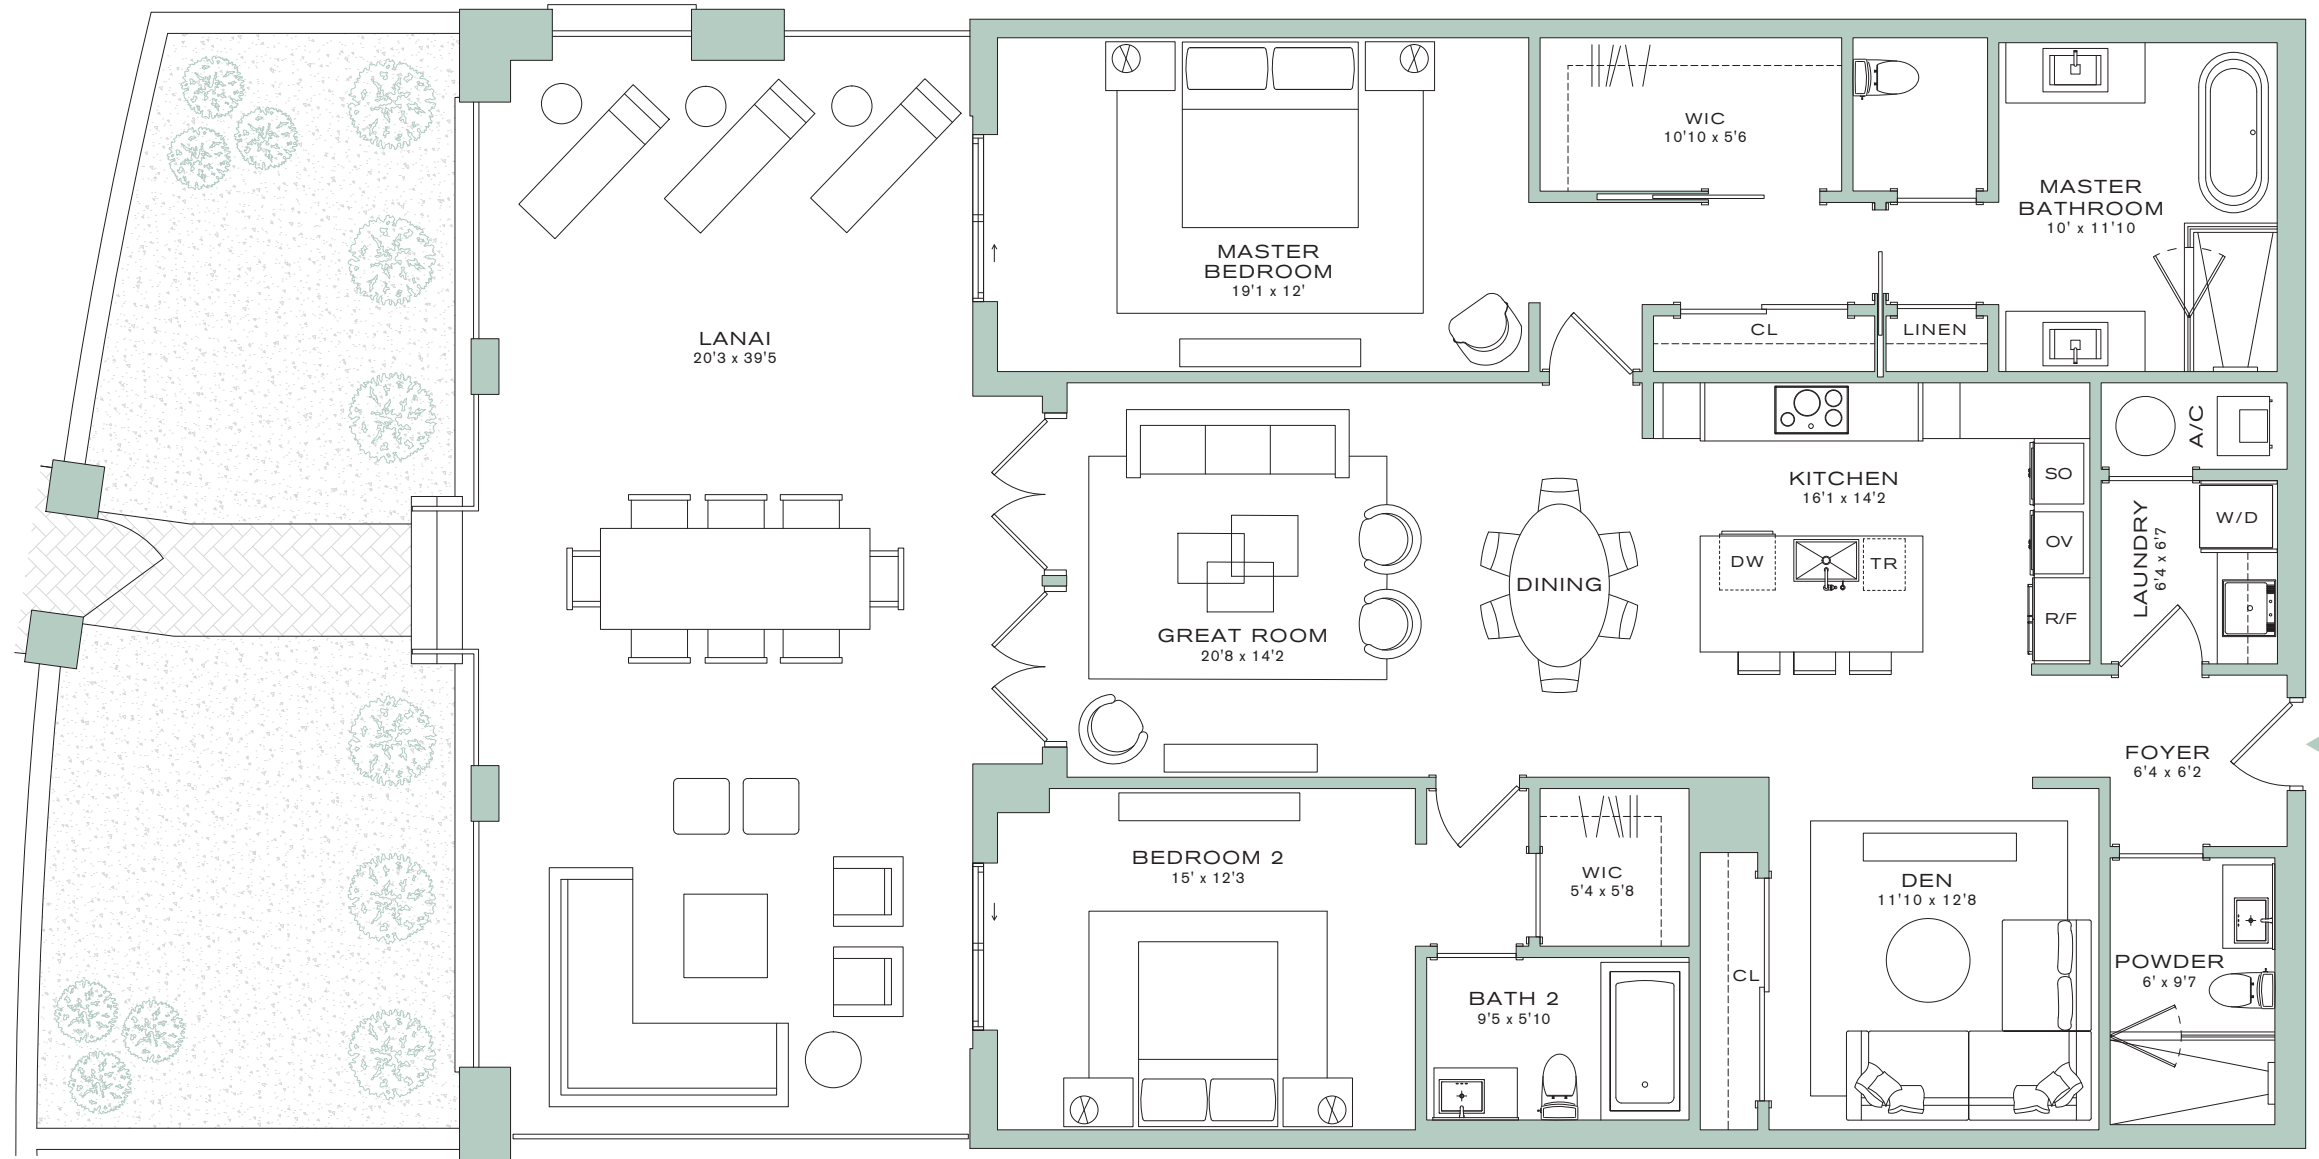 WIC
10'10 x 5'6
MASTER
BATHROOM
10' x 11'10
MASTER
BEDROOM
19'1 x 12'
LANAI
20'3 x 39'5
CL
LINEN
A/C
KITCHEN
16'1 x 14'2
SO
OV
R/F
LAUNDRY
6'4 x 6'7
W/D
DW
TR
DINING
GREAT ROOM
20'8 x 14'2
FOYER
6'4 x 6'2
BEDROOM 2
15' x 12'3
WIC
5'4 x 5'8
DEN
11'10 x 12'8
CL
POWDER
6' x 9'7
BATH 2
9'5 x 5'10